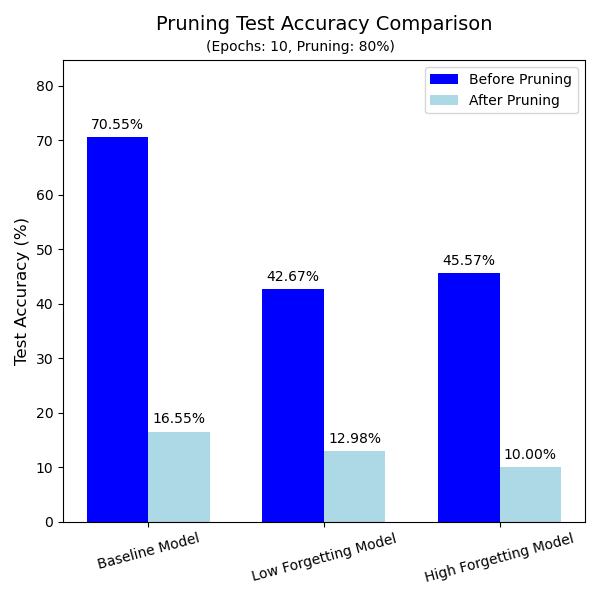 Pruning Test Accuracy Comparison
(Epochs: 10, Pruning: 80%)
Before Pruning
After Pruning
Test Accuracy (%)
80
70
60
50
40
30
20
10
0
70.55%
16.55%
42.67%
12.98%
45.57%
10.00%
Baseline Model
Low Forgetting Model
High Forgetting Model